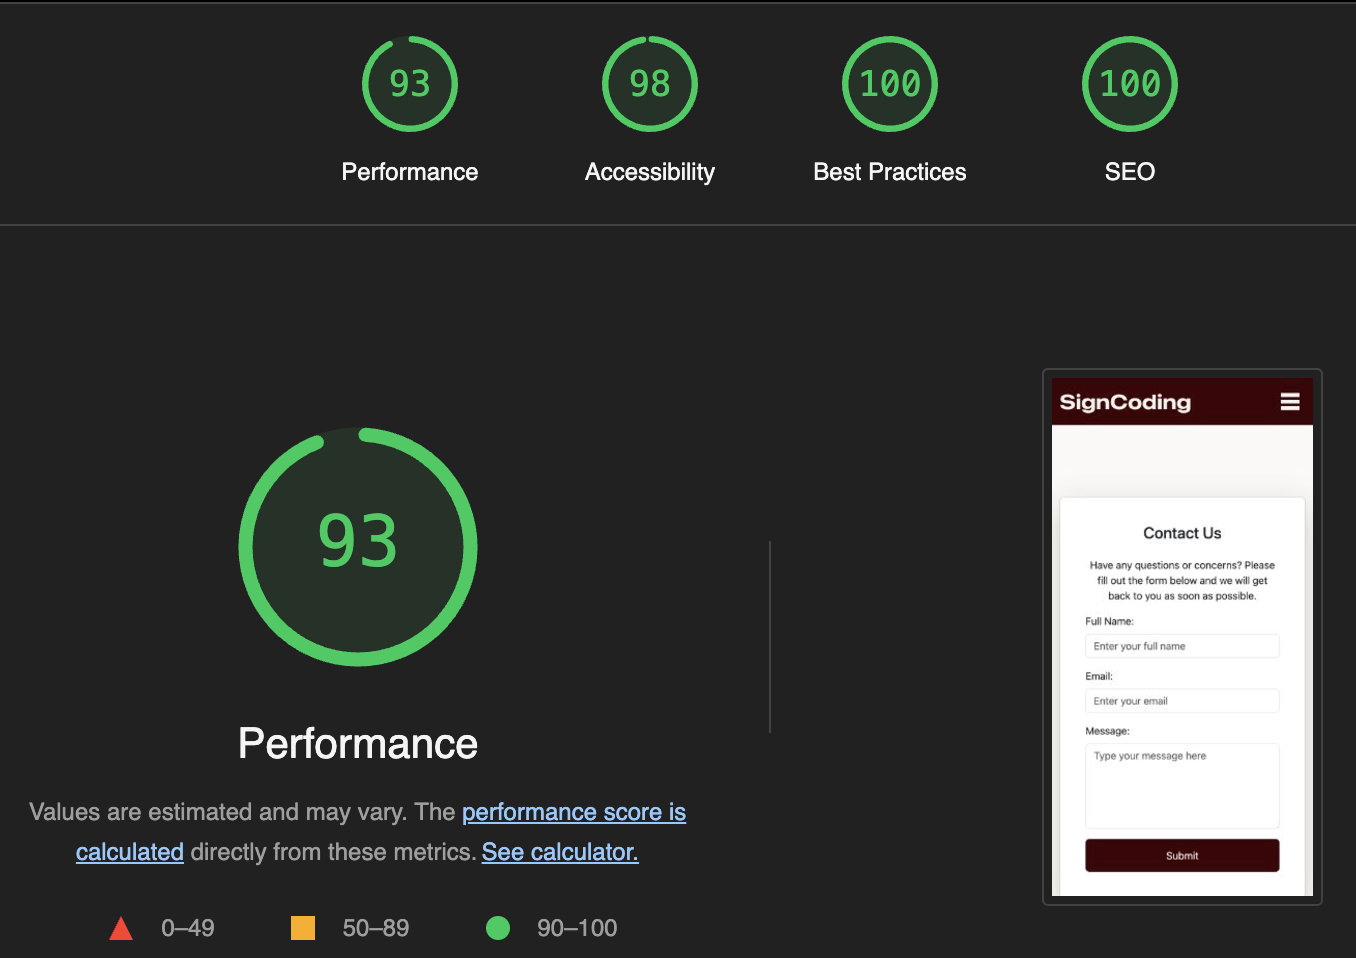 93
98
100
100
Performance
Accessibility
Best Practices
SEO
93
Performance
Values are estimated and may vary. The performance score is
calculated directly from these metrics. See calculator.
0–49
50–89
90–100
SignCoding
Contact Us
Have any questions or concerns? Please
fill out the form below and we will get
back to you as soon as possible.
Full Name:
Enter your full name
Email:
Enter your email
Message:
Type your message here
Submit